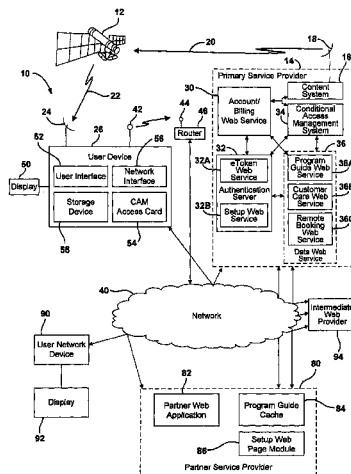 12
14
18
20
Primary Service Provider
10
30
Content System
16
22
Account/ Billing Web Service
Conditional Access Management System
34
24
42
44
46
Router
26
36
52
56
32
User Device
50
32A
eToken Web Service
Program Guide Web Service
36A
User Interface
Network Interface
Display
Authentication Server
Customer Care Web Service
36B
Storage Device
CAM Access Card
32B
Setup Web Service
Remote Booking Web Service
36C
58
54
Data Web Service
40
Network
Intermediate Web Provider
90
94
User Network Device
80
82
Partner Web Application
Program Guide Cache
84
Display
92
86
Setup Web Page Module
Partner Service Provider